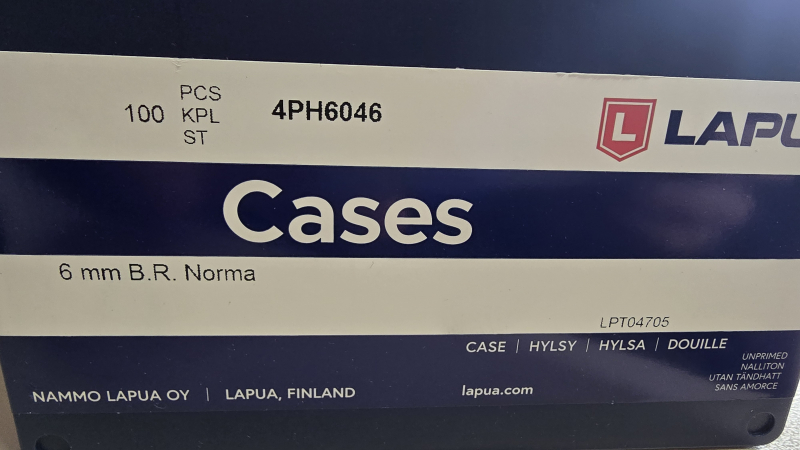 100 PCS
KPL
ST
4PH6046
L LAPU
Cases
6 mm B.R. Norma
LPT04705
CASE | HYLSY | HYLSA | DOUILLE
UNPRIMED
NALLITON
UTAN TÄNDHATT
SANS AMORCE
NAMMO LAPUA OY | LAPUA, FINLAND
lapua.com